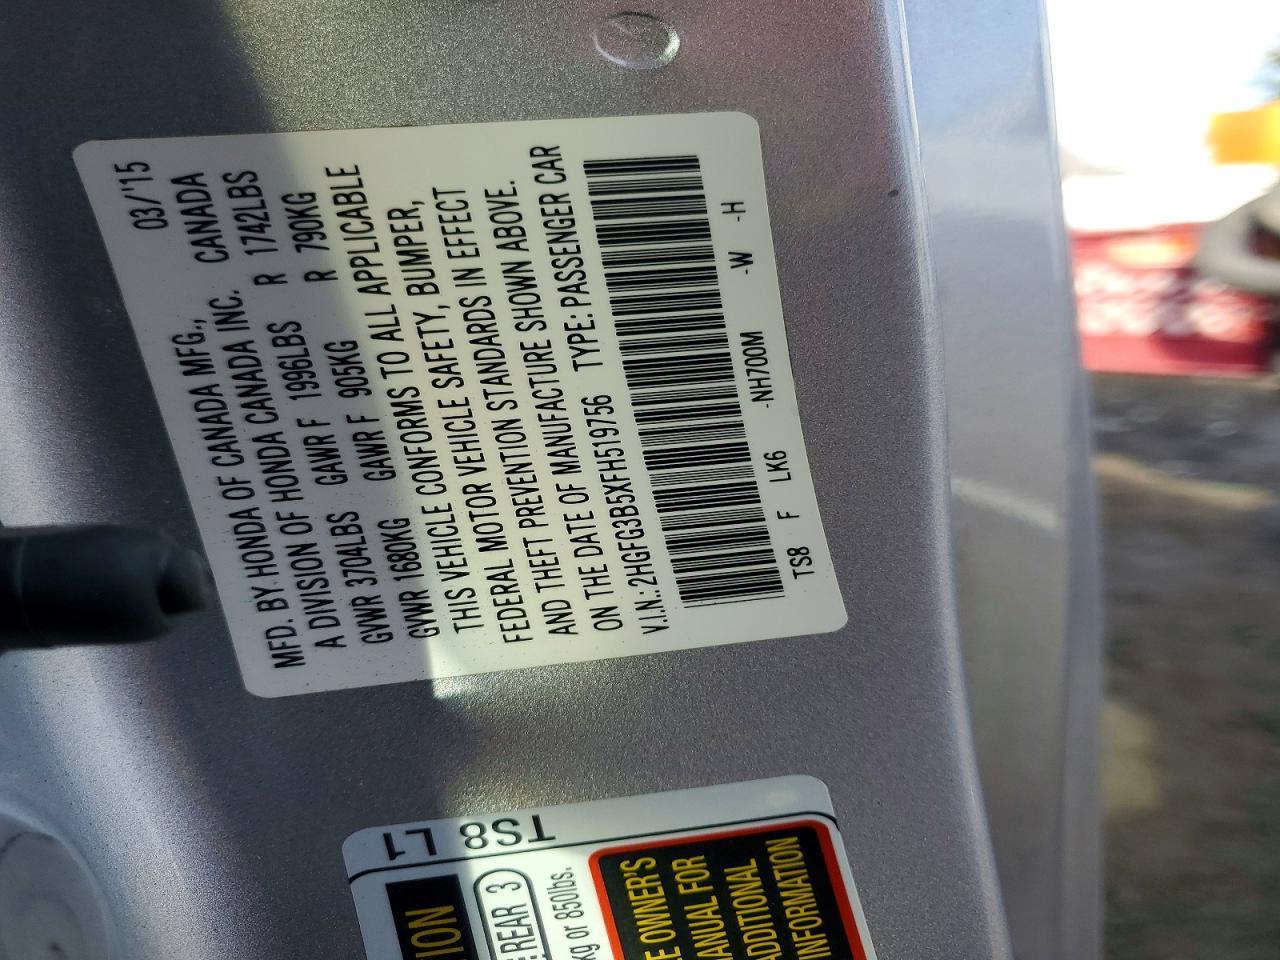 MFD. BY HONDA OF CANADA MFG., 03/'15
A DIVISION OF HONDA CANADA INC. CANADA
GVWR 3704LBS GAWR F 1996LBS R 1742LBS
GVWR 1680KG GAWR F 905KG R 790KG
THIS VEHICLE CONFORMS TO ALL APPLICABLE
FEDERAL MOTOR VEHICLE SAFETY, BUMPER,
AND THEFT PREVENTION STANDARDS IN EFFECT
ON THE DATE OF MANUFACTURE SHOWN ABOVE.
V.I.N.: 2HGFG3B5XFH519756 TYPE: PASSENGER CAR
TS8 F LK6 -NH700M -W -H
TS8 L1
ION
REAR 3
kg or 850lbs.
E OWNER'S
MANUAL FOR
ADDITIONAL
INFORMATION